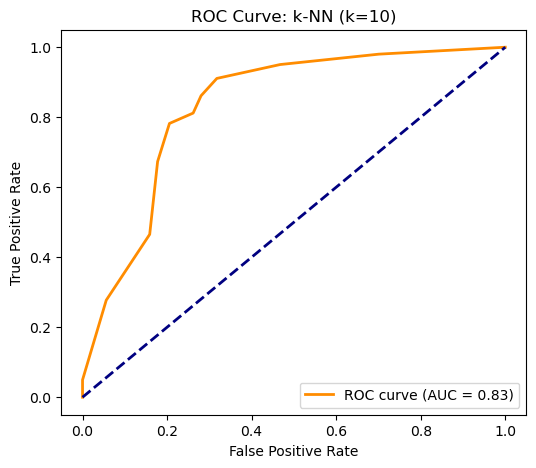 ROC Curve: k-NN (k=10)
True Positive Rate
1.0
0.8
0.6
0.4
0.2
0.0
ROC curve (AUC = 0.83)
0.0 0.2 0.4 0.6 0.8 1.0
False Positive Rate